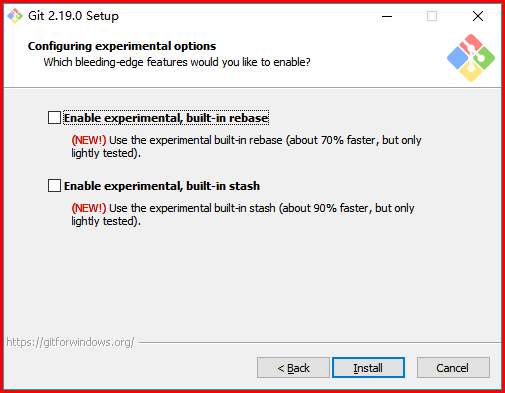 Git 2.19.0 Setup
Configuring experimental options
Which bleeding-edge features would you like to enable?
Enable experimental, built-in rebase
(NEW!) Use the experimental built-in rebase (about 70% faster, but only
lightly tested).
Enable experimental, built-in stash
(NEW!) Use the experimental built-in stash (about 90% faster, but only
lightly tested).
https://gitforwindows.org/
< Back
Install
Cancel